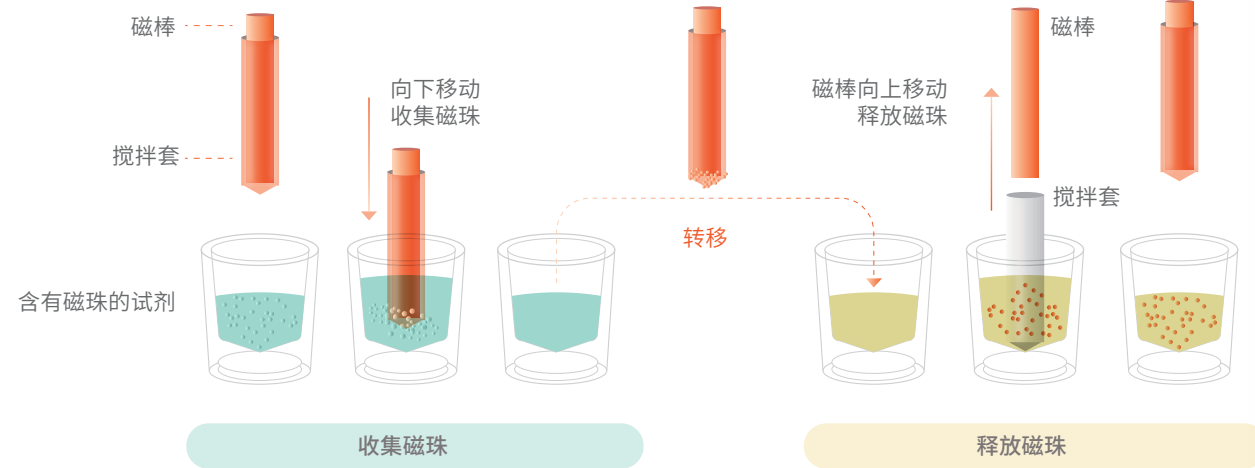 磁棒
搅拌套
向下移动
收集磁珠
含有磁珠的试剂
转移
磁棒向上移动
释放磁珠
磁棒
搅拌套
收集磁珠
释放磁珠